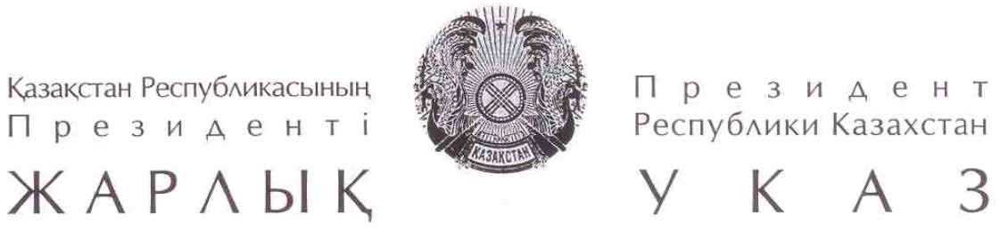 Қазақстан Республикасының
Президенті
ЖАРЛЫҚ
ҚАЗАҚСТАН
Президент
Республики Казахстан
УКАЗ